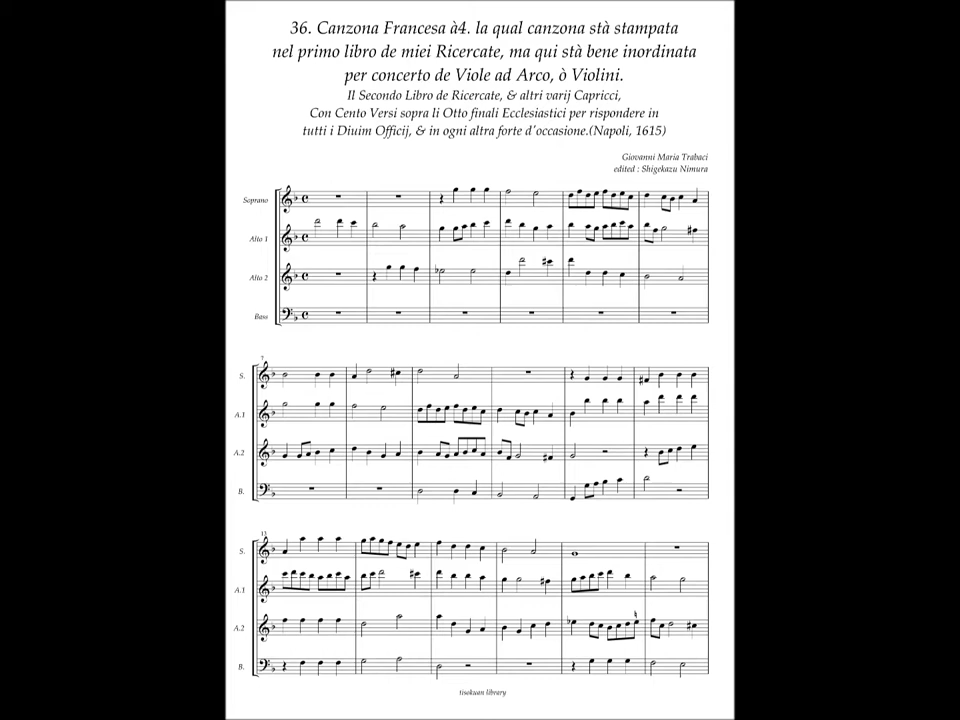 36. Canzona Francesa à4. la qual canzona stà stampata
nel primo libro de miei Ricercate, ma qui stà bene inordinata
per concerto de Viole ad Arco, ò Violini.
Il Secondo Libro de Ricercate, & altri varij Capricci,
Con Cento Versi sopra li Otto finali Ecclesiastici per rispondere in
tutti i Diuim Officij, & in ogni altra forte d'occasione.(Napoli, 1615)
Giovanni Maria Trabaci
edited : Shigekazu Nimura
Soprano
Alto 1
Alto 2
Bass
7
S.
A.1
A.2
B.
13
S.
A.1
A.2
B.
tisokuan library